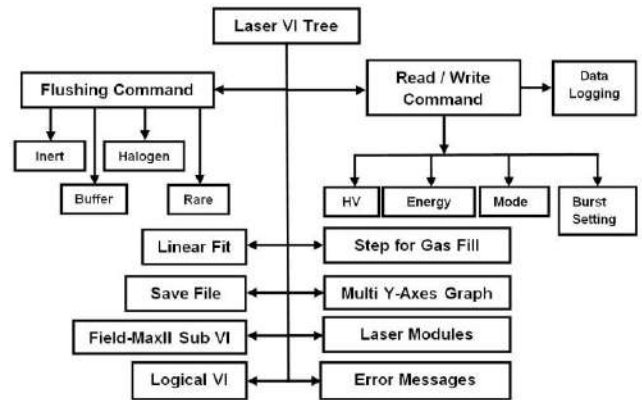 Laser VI Tree
Flushing Command
Read / Write
Command
Data
Logging
Inert
Halogen
Buffer
Rare
HV
Energy
Mode
Burst
Setting
Linear Fit
Step for Gas Fill
Save File
Multi Y-Axes Graph
Field-MaxII Sub VI
Laser Modules
Logical VI
Error Messages